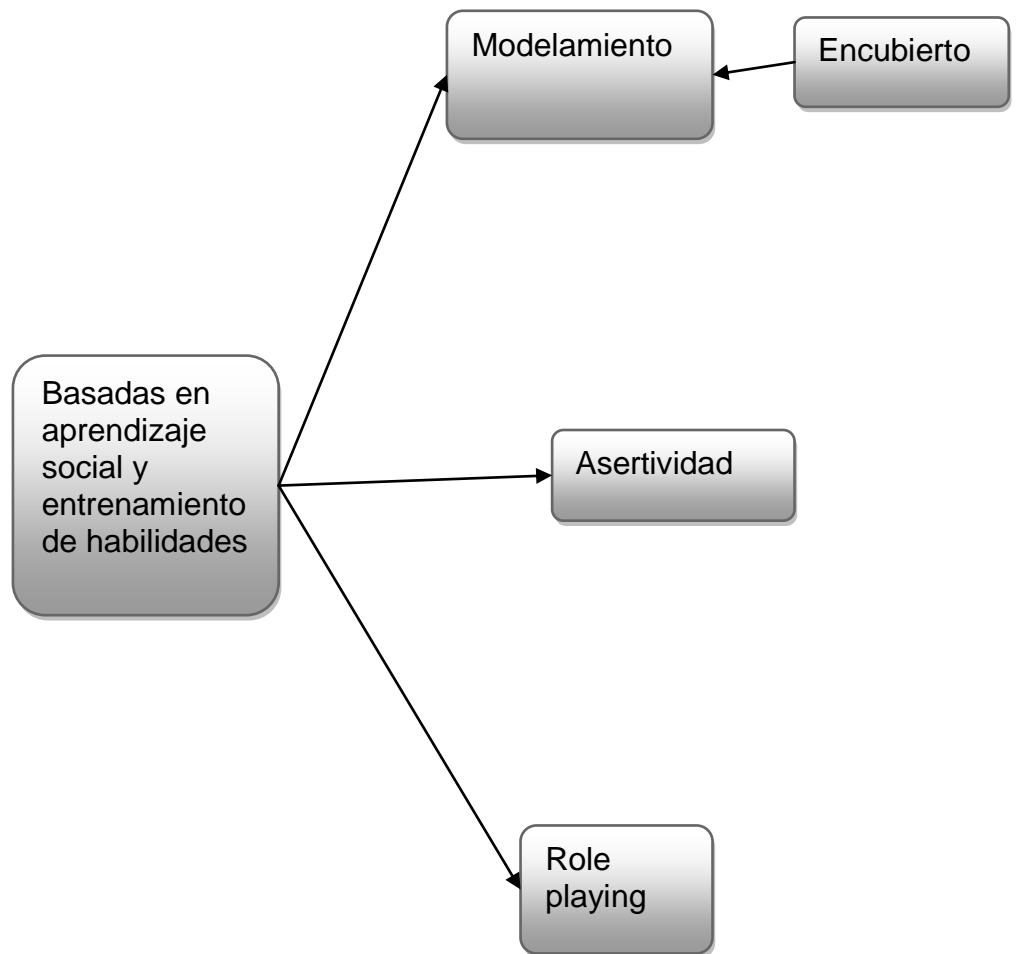 Modelamiento
Encubierto
Basadas en
aprendizaje
social y
entrenamiento
de habilidades
Asertividad
Role
playing